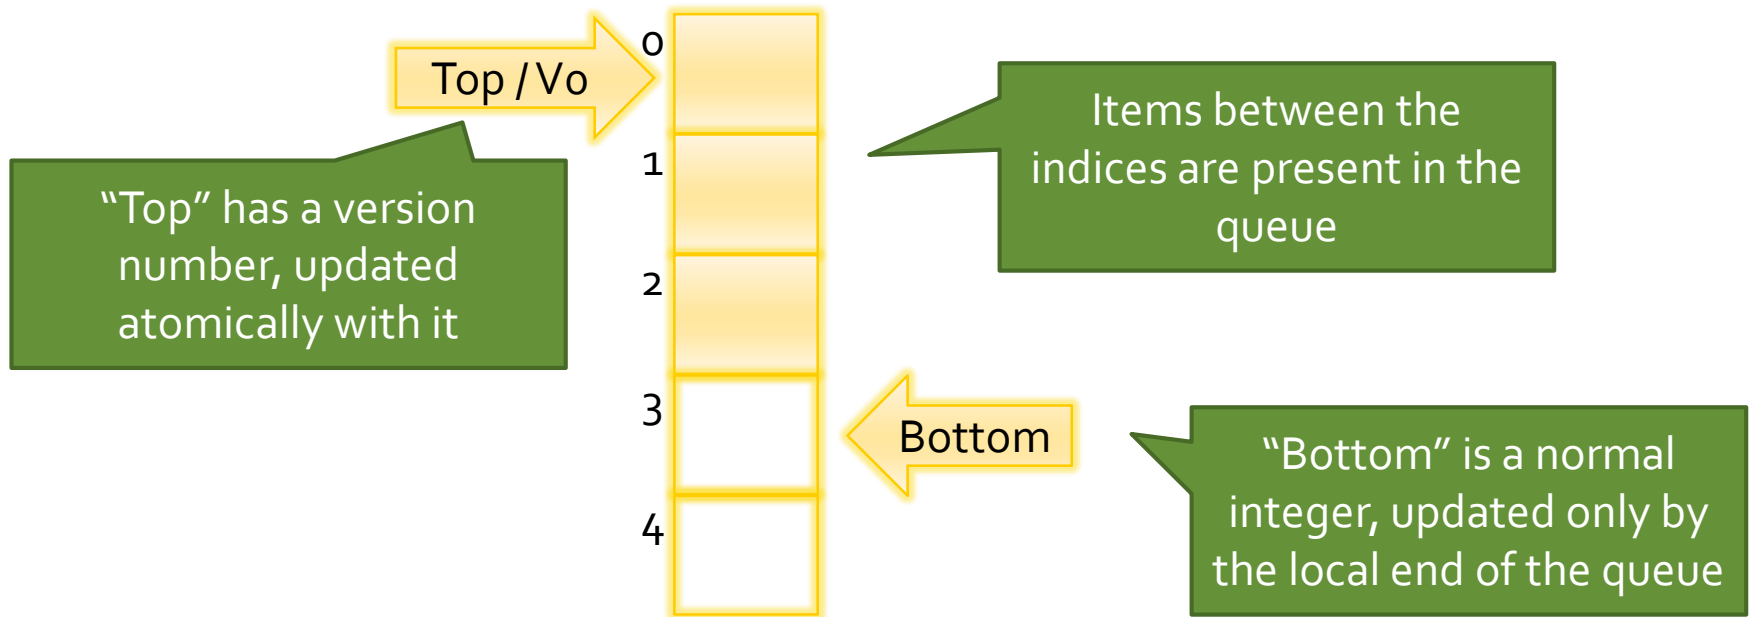 0
Top / V0
1
2
3
4
Items between the
indices are present in the
queue
“Top” has a version
number, updated
atomically with it
Bottom
“Bottom” is a normal
integer, updated only by
the local end of the queue